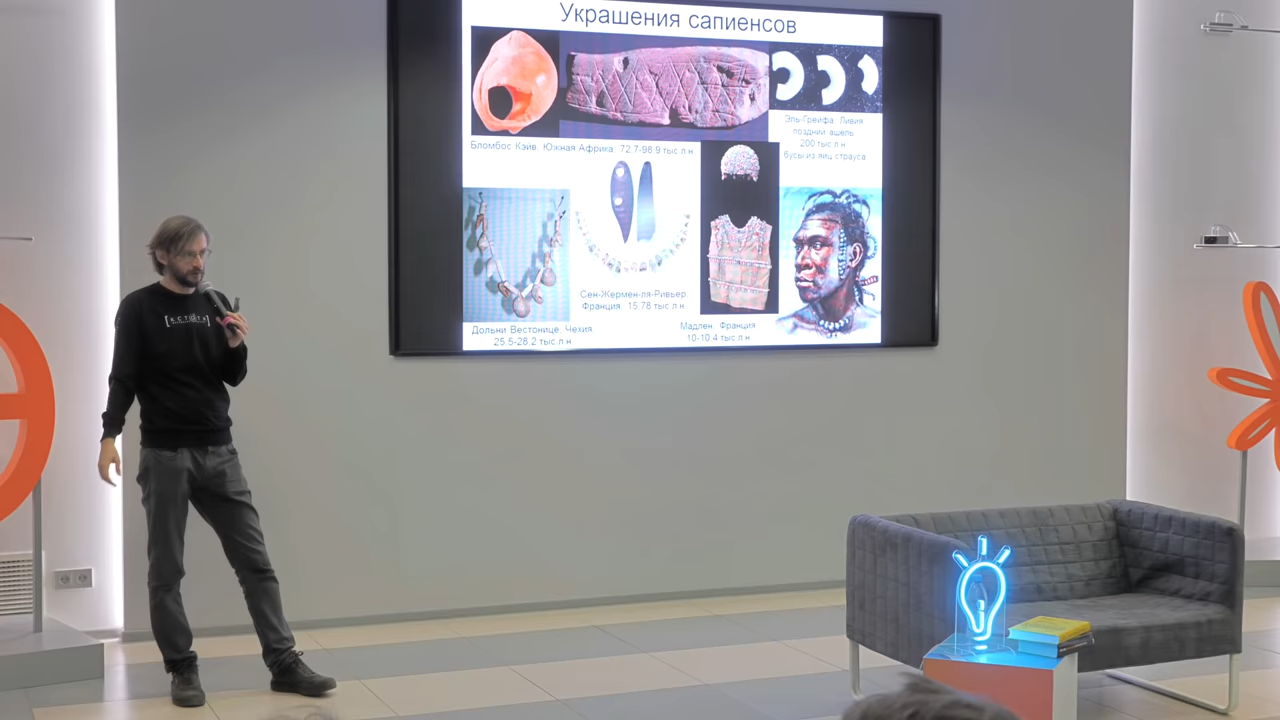 Украшения сапиенсов
Бломбос Кэйв. Южная Африка. 72.7-98.9 тыс.л.н.
Эль-Грейфа. Ливия
поздний ашель
200 тыс.л.н.
бусы из яиц страуса
Сен-Жермен-ля-Ривьер.
Франция. 15.78 тыс.л.н.
Дольни Вестонице. Чехия.
25.5-28.2 тыс.л.н.
Мадлен. Франция
10-10.4 тыс.л.н.